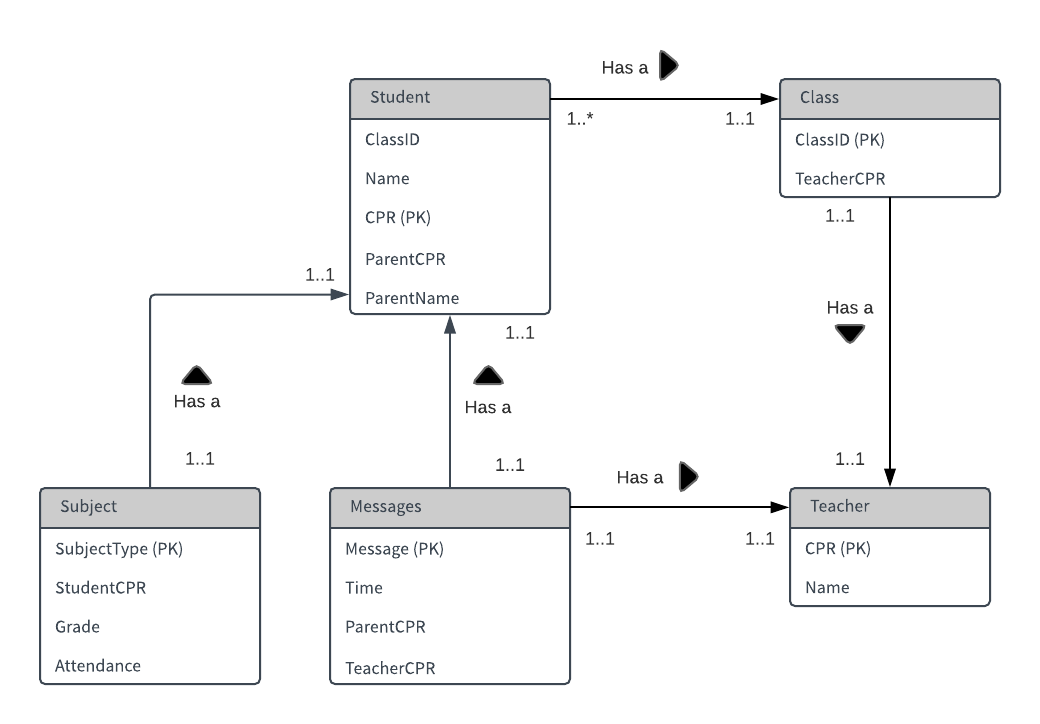 Has a
Student
ClassID
Name
CPR (PK)
ParentCPR
ParentName
1..*
1..1
Class
ClassID (PK)
TeacherCPR
1..1
Has a
1..1
1..1
1..1
Has a
1..1
Has a
1..1
Has a
1..1
1..1
Subject
SubjectType (PK)
StudentCPR
Grade
Attendance
Messages
Message (PK)
Time
ParentCPR
TeacherCPR
Teacher
CPR (PK)
Name